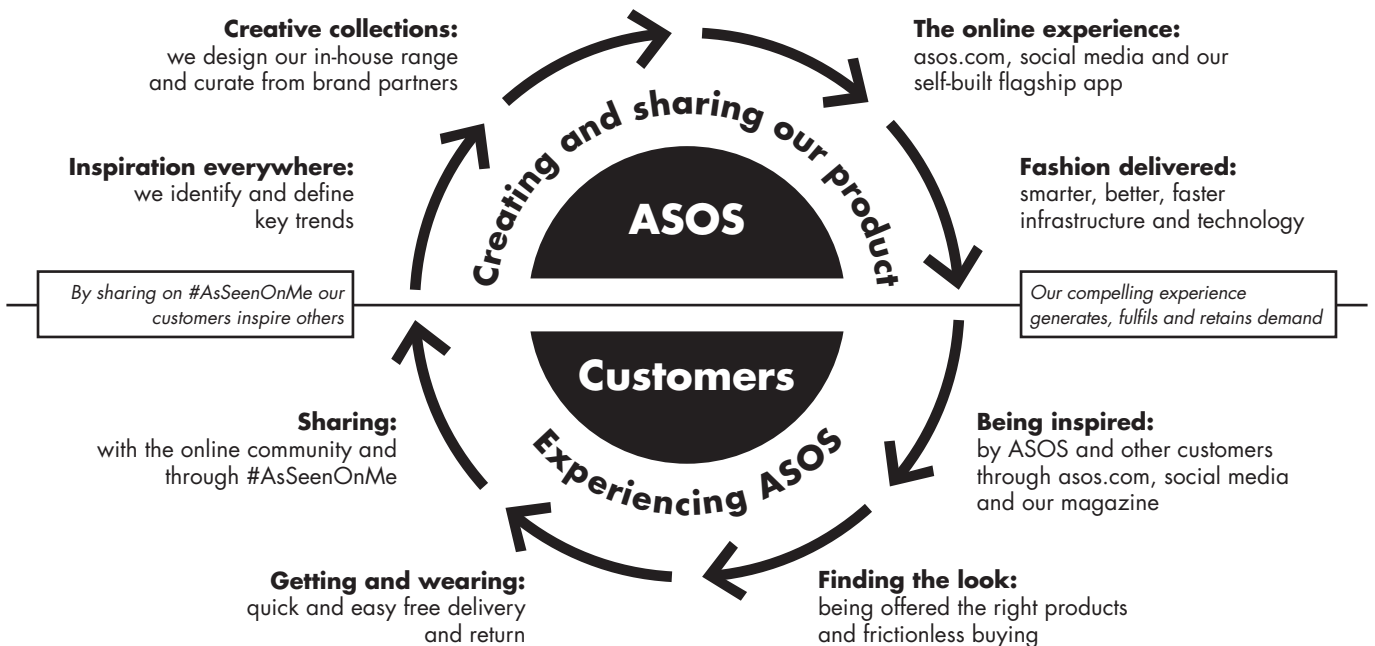 Creative collections:
we design our in-house range
and curate from brand partners
The online experience:
asos.com, social media and our
self-built flagship app
Inspiration everywhere:
we identify and define
key trends
Creating and sharing our product
ASOS
Fashion delivered:
smarter, better, faster
infrastructure and technology
By sharing on #AsSeenOnMe our
customers inspire others
Our compelling experience
generates, fulfils and retains demand
Customers
Experiencing ASOS
Sharing:
with the online community and
through #AsSeenOnMe
Being inspired:
by ASOS and other customers
through asos.com, social media
and our magazine
Getting and wearing:
quick and easy free delivery
and return
Finding the look:
being offered the right products
and frictionless buying